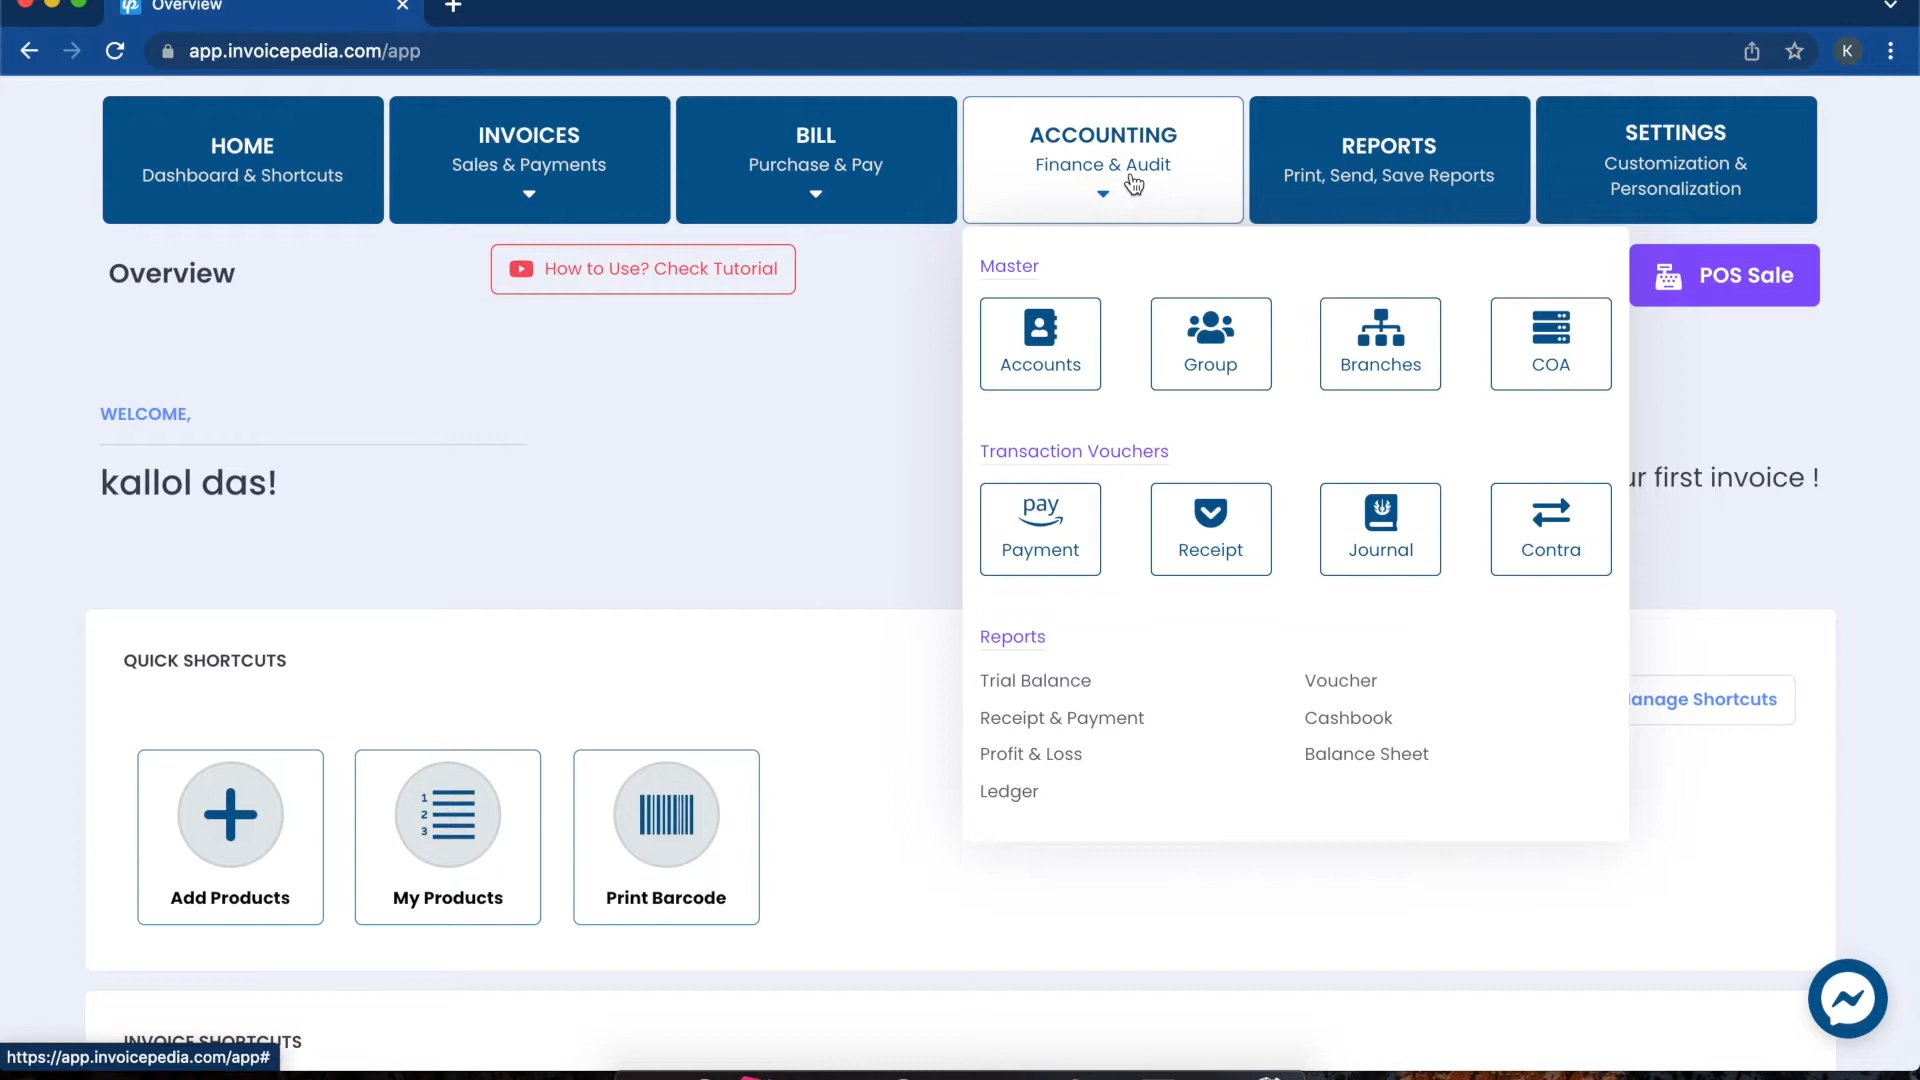 Overview
app.invoicepedia.com/app
K
HOME
Dashboard & Shortcuts
INVOICES
Sales & Payments
BILL
Purchase & Pay
ACCOUNTING
Finance & Audit
REPORTS
Print, Send, Save Reports
SETTINGS
Customization &
Personalization
Overview
How to Use? Check Tutorial
POS Sale
Master
Accounts
Group
Branches
COA
WELCOME,
kallol das!
ur first invoice !
Transaction Vouchers
pay
Payment
Receipt
Journal
Contra
Reports
Trial Balance
Voucher
Receipt & Payment
Cashbook
Profit & Loss
Balance Sheet
Ledger
QUICK SHORTCUTS
anage Shortcuts
1
2
3
Add Products
My Products
Print Barcode
INVOICE SHORTCUTS
https://app.invoicepedia.com/app#